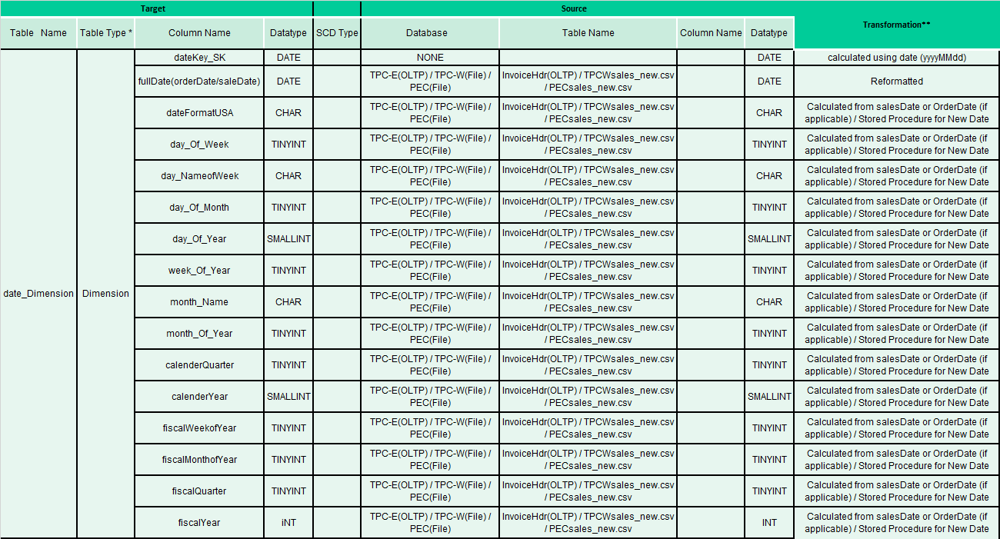 Target Source Transformation**
Table Name Table Type * Column Name Datatype SCD Type Database Table Name Column Name Datatype
date_Dimension Dimension
dateKey_SK DATE NONE DATE calculated using date (yyyyMMdd)
fullDate(orderDate/saleDate) DATE TPC-E(OLTP) / TPC-W(File) / InvoiceHdr(OLTP) / TPCWsales_new.csv DATE Reformatted
PEC(File) / PECsales_new.csv
dateFormatUSA CHAR TPC-E(OLTP) / TPC-W(File) / InvoiceHdr(OLTP) / TPCWsales_new.csv CHAR Calculated from salesDate or OrderDate (if
PEC(File) / PECsales_new.csv applicable) / Stored Procedure for New Date
day_Of_Week TINYINT TPC-E(OLTP) / TPC-W(File) / InvoiceHdr(OLTP) / TPCWsales_new.csv TINYINT Calculated from salesDate or OrderDate (if
PEC(File) / PECsales_new.csv applicable) / Stored Procedure for New Date
day_NameofWeek CHAR TPC-E(OLTP) / TPC-W(File) / InvoiceHdr(OLTP) / TPCWsales_new.csv CHAR Calculated from salesDate or OrderDate (if
PEC(File) / PECsales_new.csv applicable) / Stored Procedure for New Date
day_Of_Month TINYINT TPC-E(OLTP) / TPC-W(File) / InvoiceHdr(OLTP) / TPCWsales_new.csv TINYINT Calculated from salesDate or OrderDate (if
PEC(File) / PECsales_new.csv applicable) / Stored Procedure for New Date
day_Of_Year SMALLINT TPC-E(OLTP) / TPC-W(File) / InvoiceHdr(OLTP) / TPCWsales_new.csv SMALLINT Calculated from salesDate or OrderDate (if
PEC(File) / PECsales_new.csv applicable) / Stored Procedure for New Date
week_Of_Year TINYINT TPC-E(OLTP) / TPC-W(File) / InvoiceHdr(OLTP) / TPCWsales_new.csv TINYINT Calculated from salesDate or OrderDate (if
PEC(File) / PECsales_new.csv applicable) / Stored Procedure for New Date
month_Name CHAR TPC-E(OLTP) / TPC-W(File) / InvoiceHdr(OLTP) / TPCWsales_new.csv CHAR Calculated from salesDate or OrderDate (if
PEC(File) / PECsales_new.csv applicable) / Stored Procedure for New Date
month_Of_Year TINYINT TPC-E(OLTP) / TPC-W(File) / InvoiceHdr(OLTP) / TPCWsales_new.csv TINYINT Calculated from salesDate or OrderDate (if
PEC(File) / PECsales_new.csv applicable) / Stored Procedure for New Date
calenderQuarter TINYINT TPC-E(OLTP) / TPC-W(File) / InvoiceHdr(OLTP) / TPCWsales_new.csv TINYINT Calculated from salesDate or OrderDate (if
PEC(File) / PECsales_new.csv applicable) / Stored Procedure for New Date
calenderYear SMALLINT TPC-E(OLTP) / TPC-W(File) / InvoiceHdr(OLTP) / TPCWsales_new.csv SMALLINT Calculated from salesDate or OrderDate (if
PEC(File) / PECsales_new.csv applicable) / Stored Procedure for New Date
fiscalWeekofYear TINYINT TPC-E(OLTP) / TPC-W(File) / InvoiceHdr(OLTP) / TPCWsales_new.csv TINYINT Calculated from salesDate or OrderDate (if
PEC(File) / PECsales_new.csv applicable) / Stored Procedure for New Date
fiscalMonthofYear TINYINT TPC-E(OLTP) / TPC-W(File) / InvoiceHdr(OLTP) / TPCWsales_new.csv TINYINT Calculated from salesDate or OrderDate (if
PEC(File) / PECsales_new.csv applicable) / Stored Procedure for New Date
fiscalQuarter TINYINT TPC-E(OLTP) / TPC-W(File) / InvoiceHdr(OLTP) / TPCWsales_new.csv TINYINT Calculated from salesDate or OrderDate (if
PEC(File) / PECsales_new.csv applicable) / Stored Procedure for New Date
fiscalYear iNT TPC-E(OLTP) / TPC-W(File) / InvoiceHdr(OLTP) / TPCWsales_new.csv INT Calculated from salesDate or OrderDate (if
PEC(File) / PECsales_new.csv applicable) / Stored Procedure for New Date